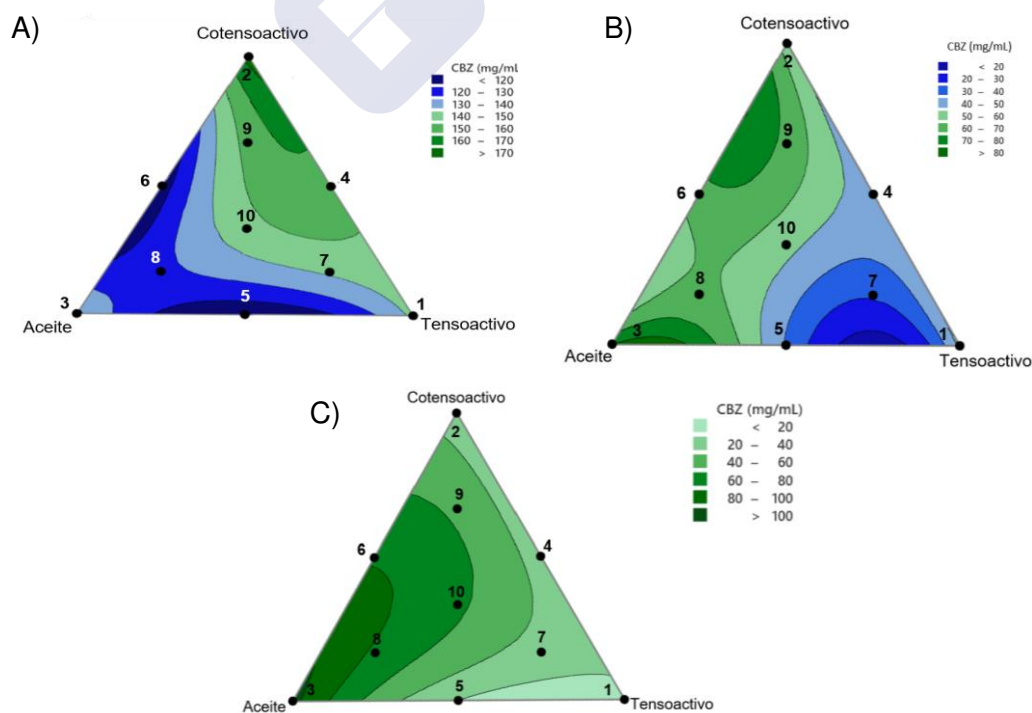 A)
Cotensoactivo
2
9
6
4
10
8
7
3
5
1
Aceite
Tensoactivo
CBZ (mg/mL
< 120
120 – 130
130 – 140
140 – 150
150 – 160
160 – 170
> 170
B)
Cotensoactivo
2
9
6
4
10
8
7
3
5
1
Aceite
Tensoactivo
CBZ (mg/mL)
< 20
20 – 30
30 – 40
40 – 50
50 – 60
60 – 70
70 – 80
> 80
C)
Cotensoactivo
2
9
6
4
10
8
7
3
5
1
Aceite
Tensoactivo
CBZ (mg/mL)
< 20
20 – 40
40 – 60
60 – 80
80 – 100
> 100